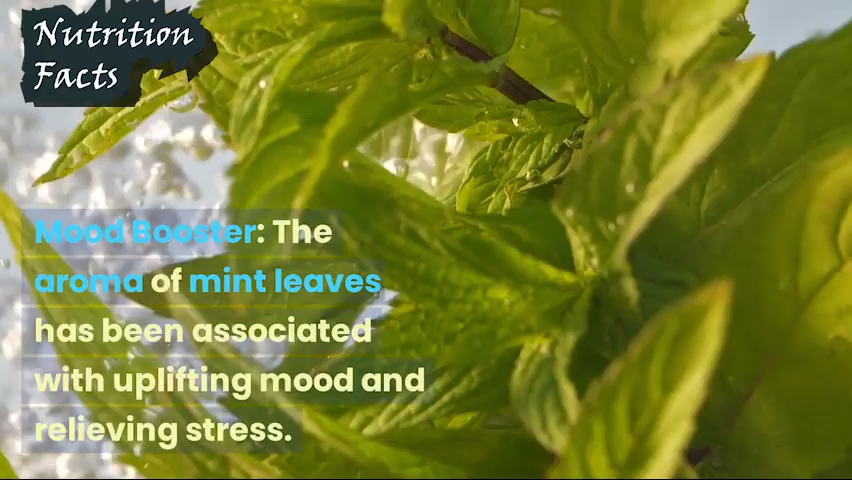 Nutrition
Facts
Mood Booster: The
aroma of mint leaves
has been associated
with uplifting mood and
relieving stress.